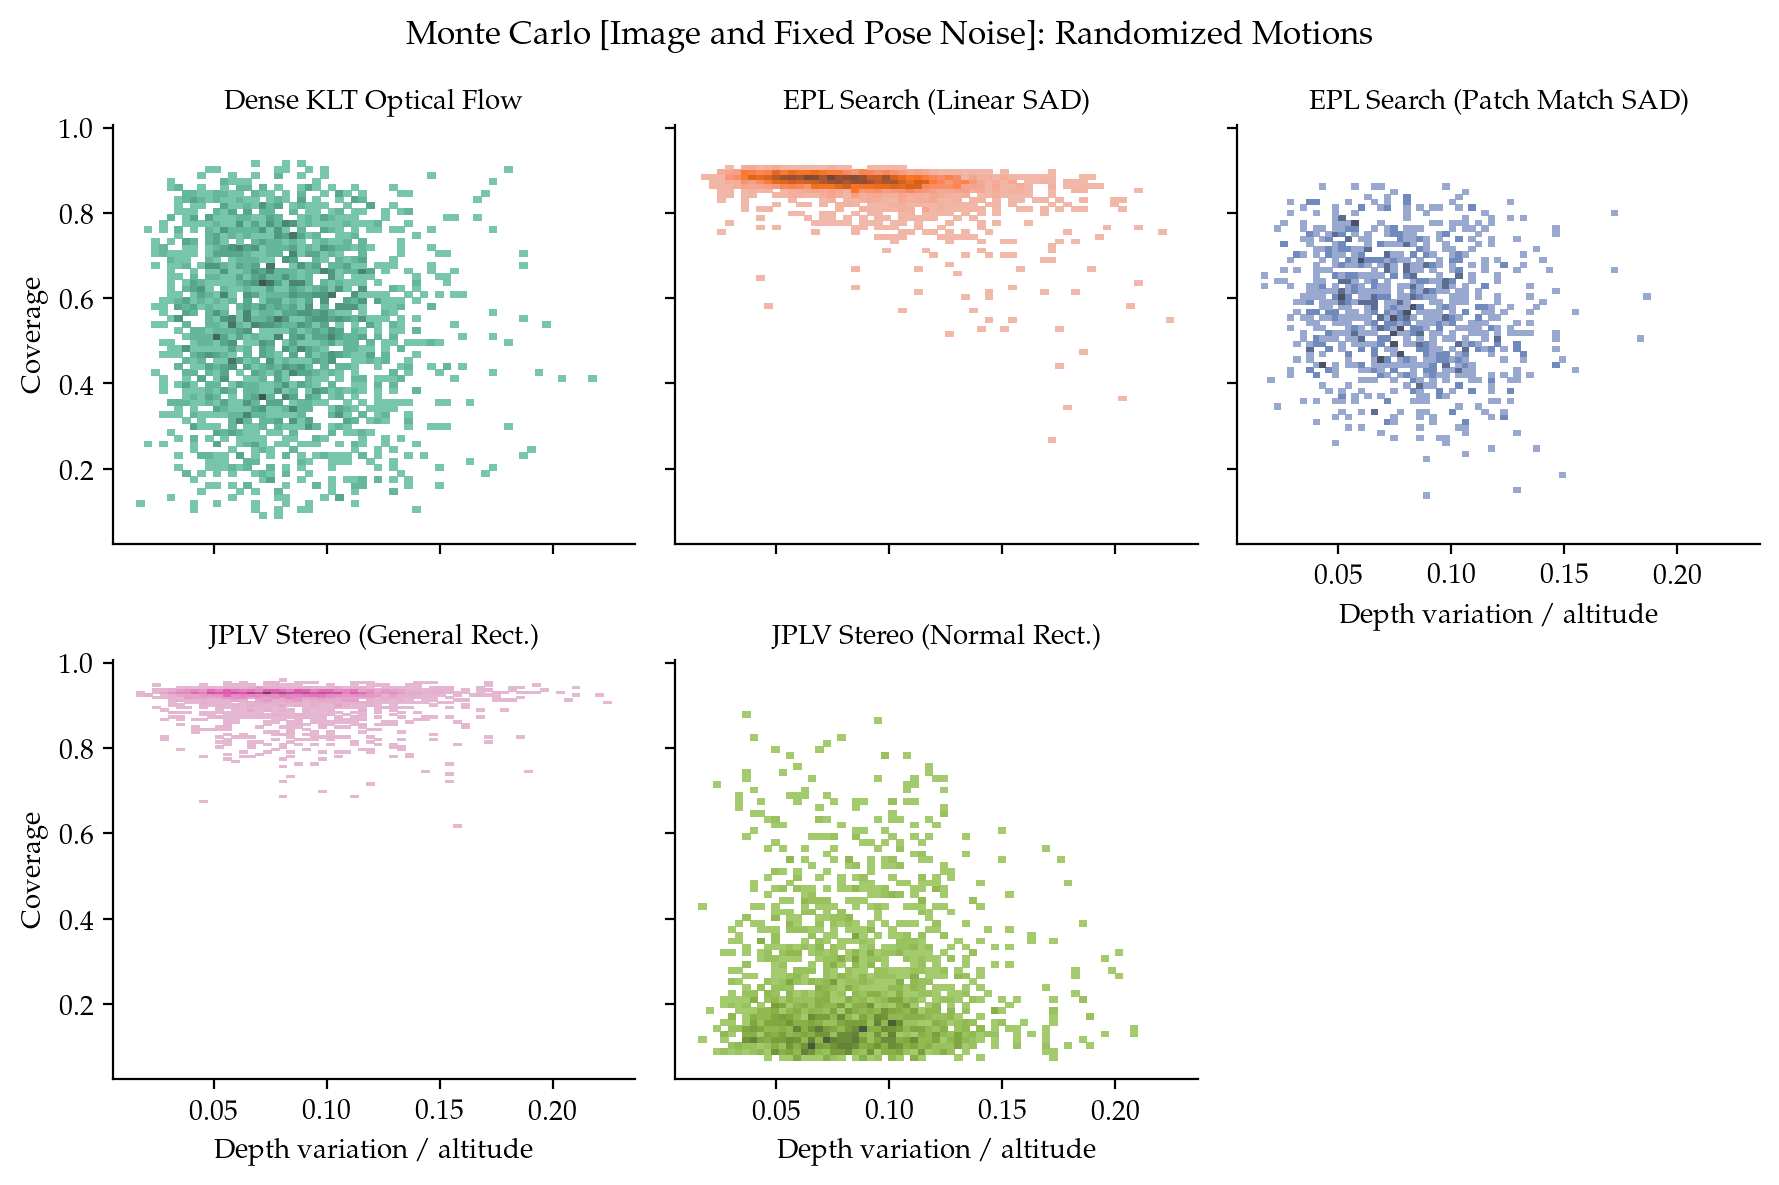 Monte Carlo [Image and Fixed Pose Noise]: Randomized Motions
Dense KLT Optical Flow
EPL Search (Linear SAD)
EPL Search (Patch Match SAD)
1.0
0.8
0.6
0.4
0.2
Coverage
0.05 0.10 0.15 0.20
Depth variation / altitude
JPLV Stereo (General Rect.)
JPLV Stereo (Normal Rect.)
1.0
0.8
0.6
0.4
0.2
Coverage
0.05 0.10 0.15 0.20
Depth variation / altitude
0.05 0.10 0.15 0.20
Depth variation / altitude